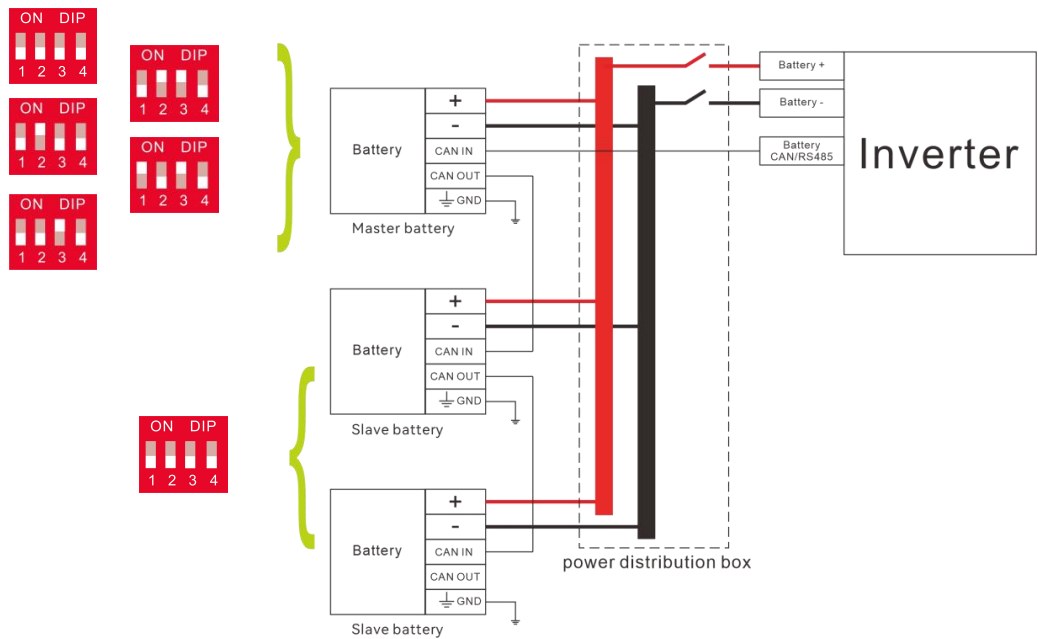 ON DIP
1 2 3 4
ON DIP
1 2 3 4
ON DIP
1 2 3 4
ON DIP
1 2 3 4
ON DIP
1 2 3 4
Battery
+
-
CAN IN
CAN OUT
GND
Master battery
Battery +
Battery -
Battery
CAN/RS485
Inverter
Battery
+
-
CAN IN
CAN OUT
GND
Slave battery
ON DIP
1 2 3 4
Battery
+
-
CAN IN
CAN OUT
GND
Slave battery
power distribution box